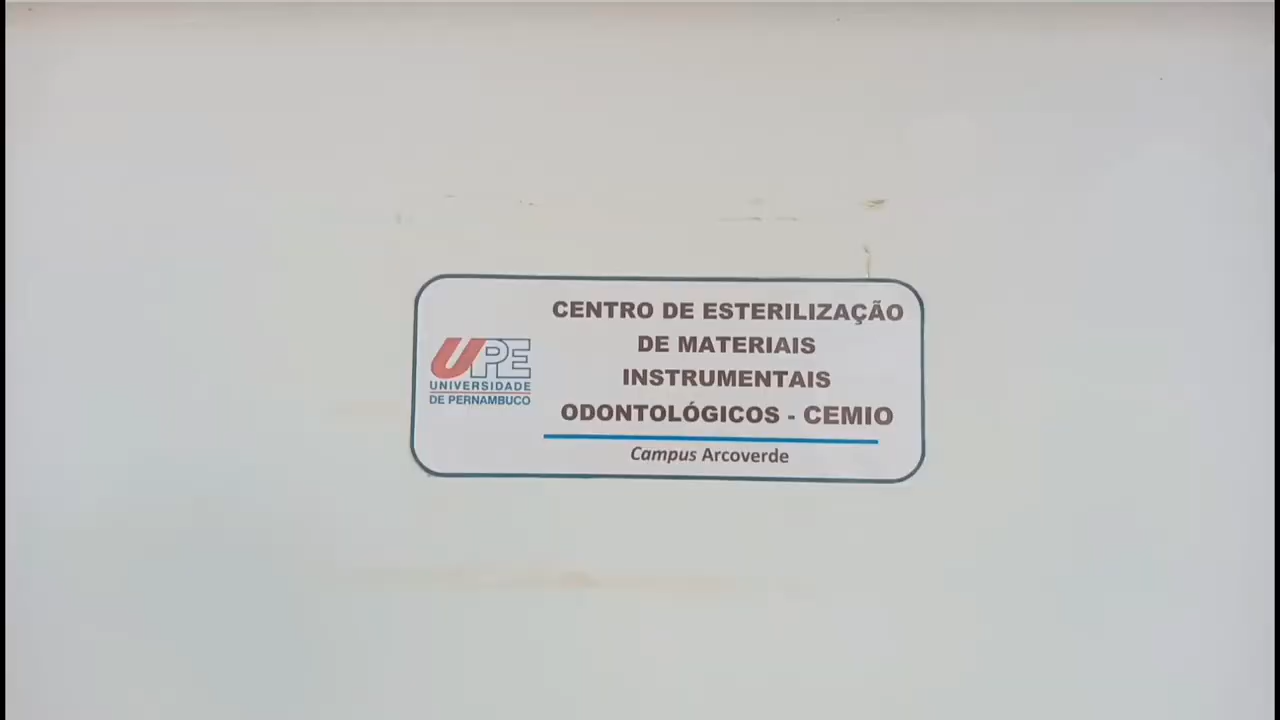 UPE
UNIVERSIDADE
DE PERNAMBUCO
CENTRO DE ESTERILIZAÇÃO
DE MATERIAIS
INSTRUMENTAIS
ODONTOLÓGICOS - CEMIO
Campus Arcoverde